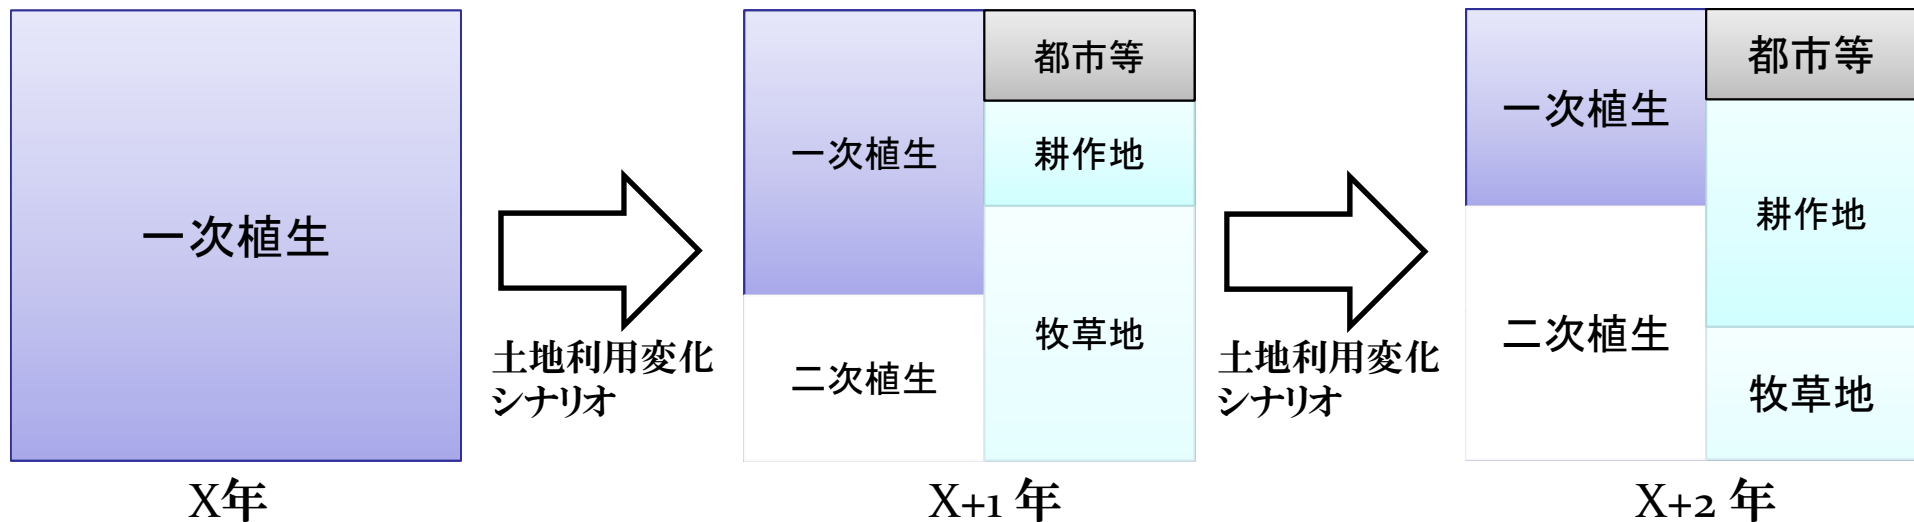 一次植生
X年
土地利用変化
シナリオ
都市等
一次植生
耕作地
牧草地
二次植生
X+1 年
土地利用変化
シナリオ
都市等
一次植生
耕作地
二次植生
牧草地
X+2 年